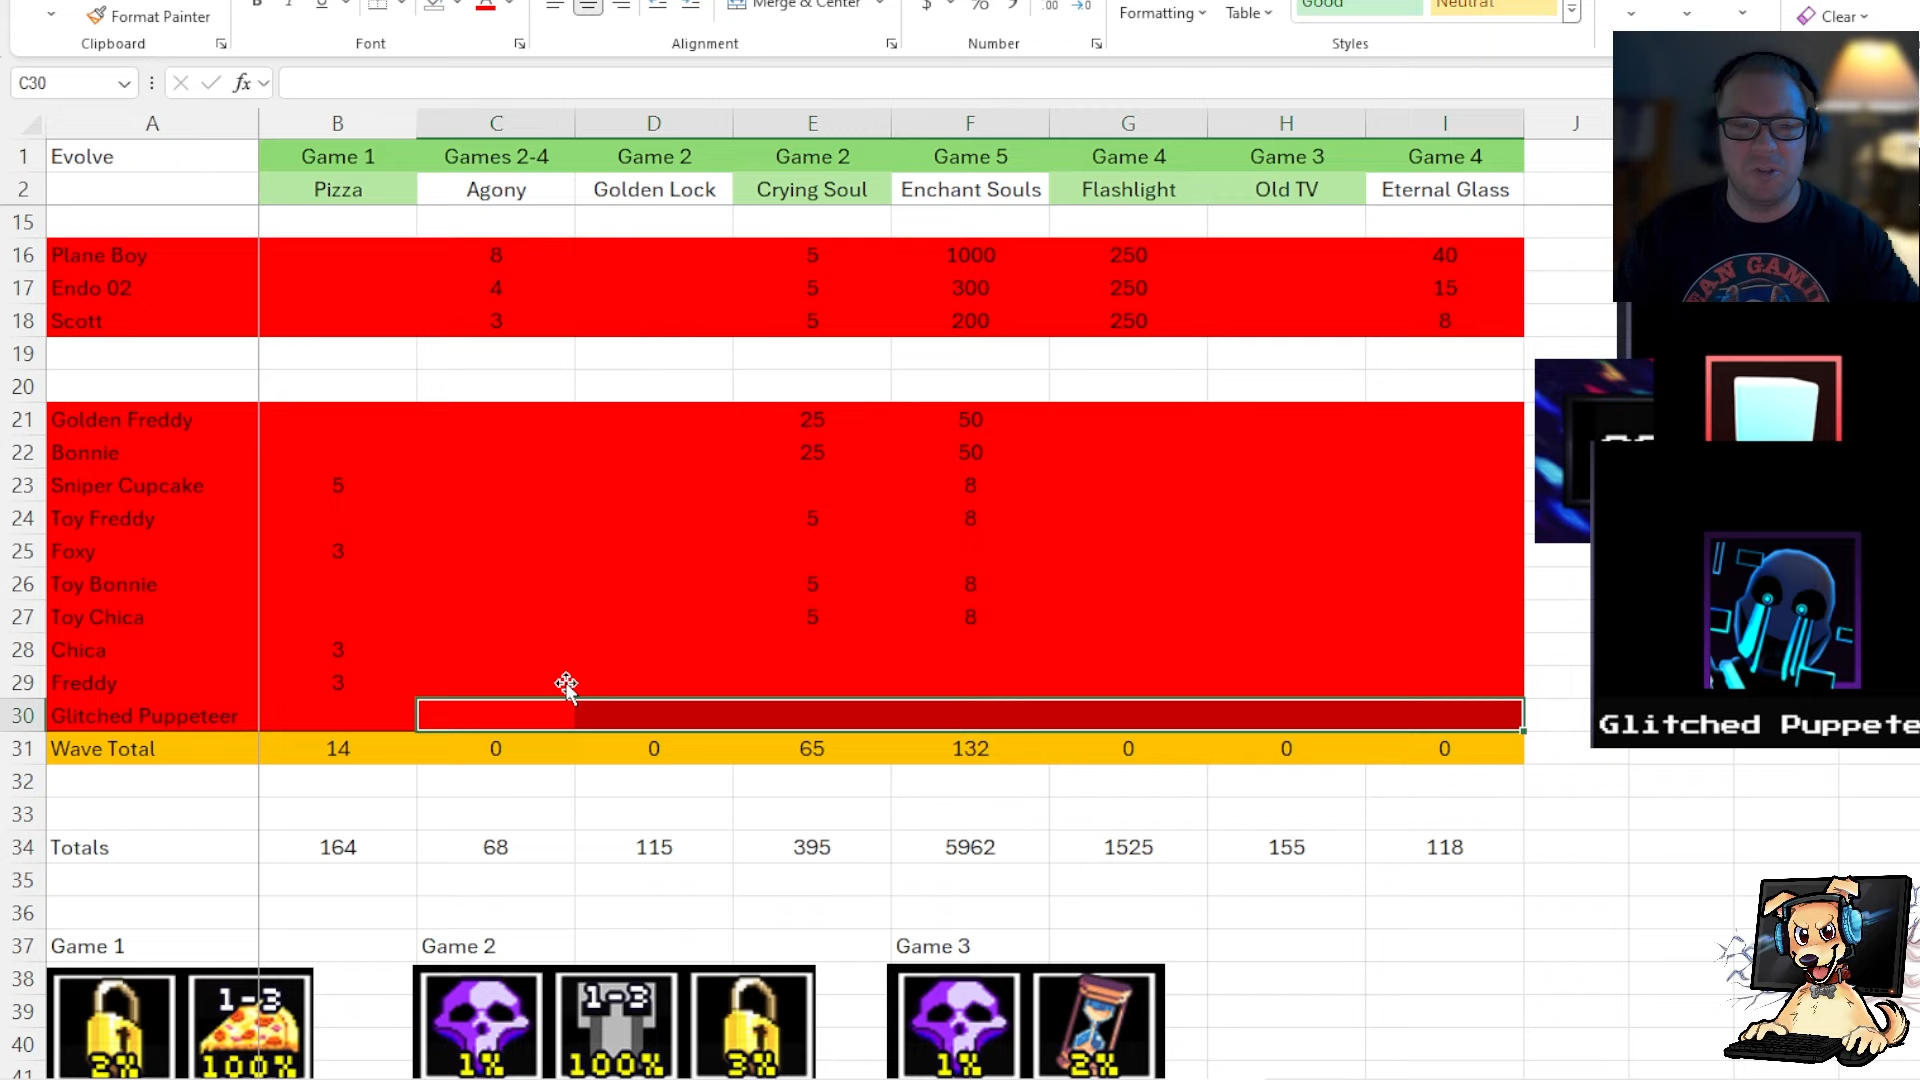 Format Painter
Merge & Center
$ % 9
.00
Formatting
Table
Good
Neutral
Clear
Clipboard Font Alignment Number Styles
C30
fx
A B C D E F G H I J
1 Evolve Game 1 Games 2-4 Game 2 Game 2 Game 5 Game 4 Game 3 Game 4
2 Pizza Agony Golden Lock Crying Soul Enchant Souls Flashlight Old TV Eternal Glass
15
16 Plane Boy 8 5 1000 250 40
17 Endo 02 4 5 300 250 15
18 Scott 3 5 200 250 8
19
20
21 Golden Freddy 25 50
22 Bonnie 25 50
23 Sniper Cupcake 5 8
24 Toy Freddy 5 8
25 Foxy 3
26 Toy Bonnie 5 8
27 Toy Chica 5 8
28 Chica 3
29 Freddy 3
30 Glitched Puppeteer
Glitched Puppete
31 Wave Total 14 0 0 65 132 0 0 0
32
33
34 Totals 164 68 115 395 5962 1525 155 118
35
36
37 Game 1 Game 2 Game 3
38
39
40
41
1-3 1-3
2% 100% 1% 100% 3% 1% 2%
EAN GAMI